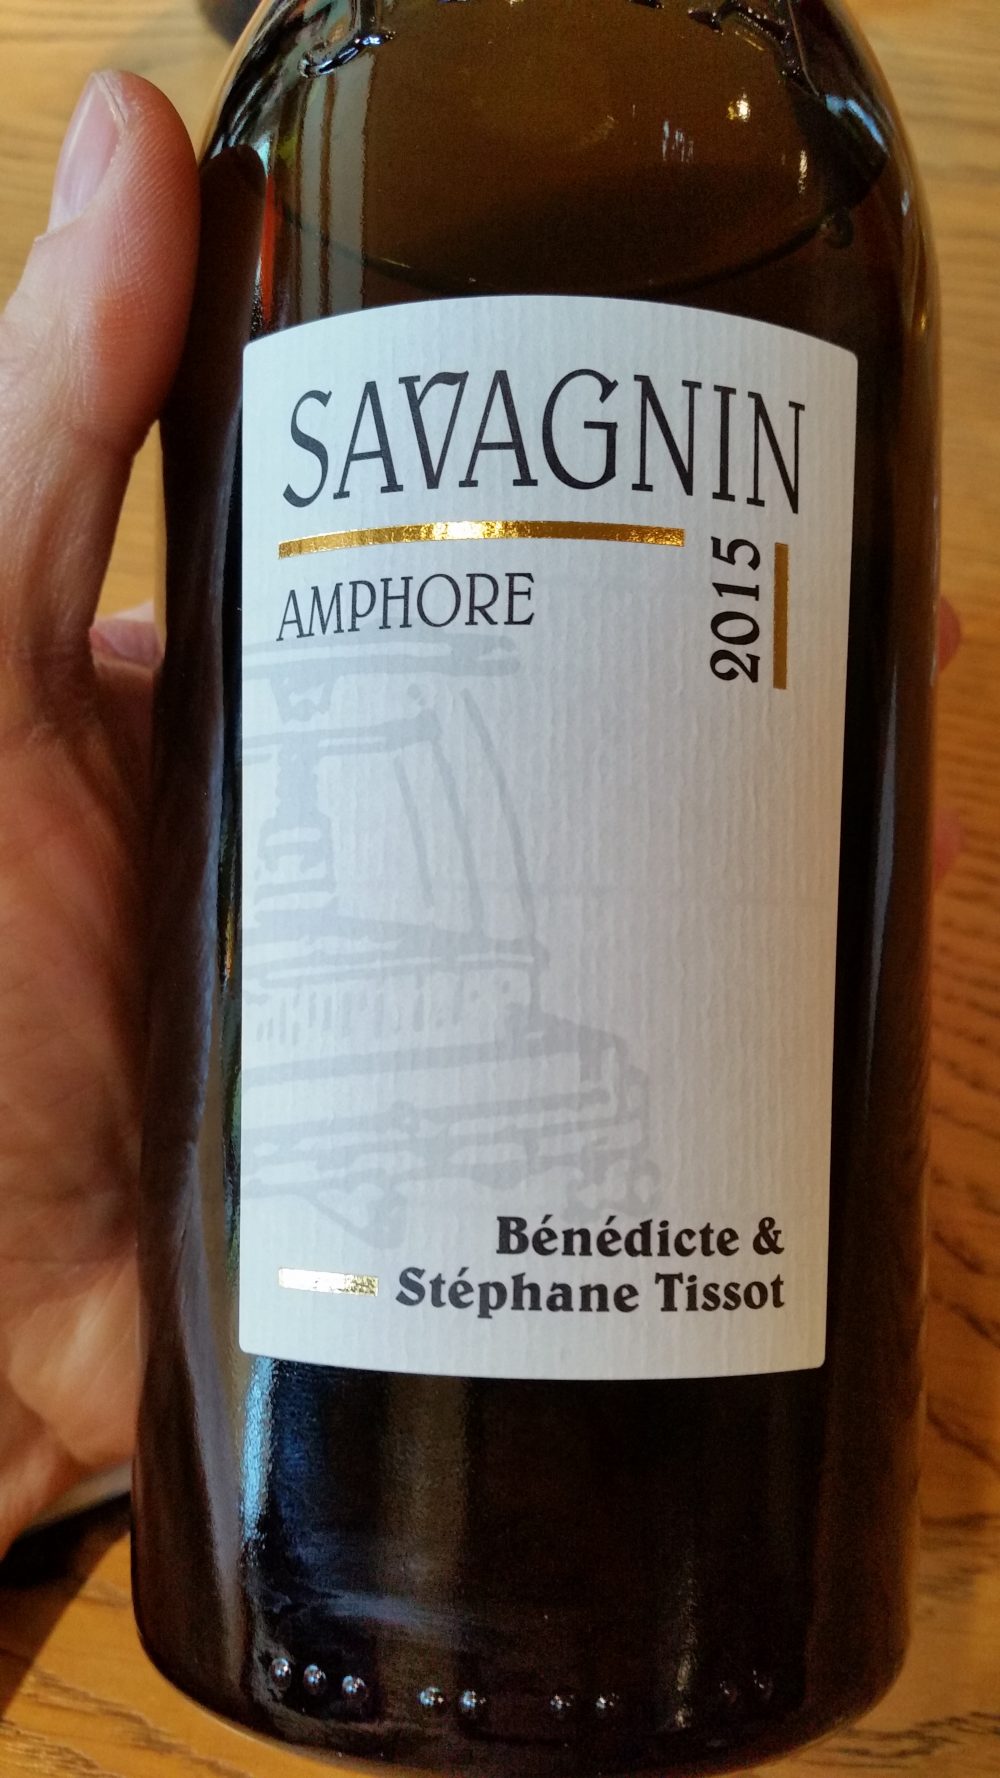 SAVAGNIN
AMPHORE
2015
Bénédicte &
Stéphane Tissot